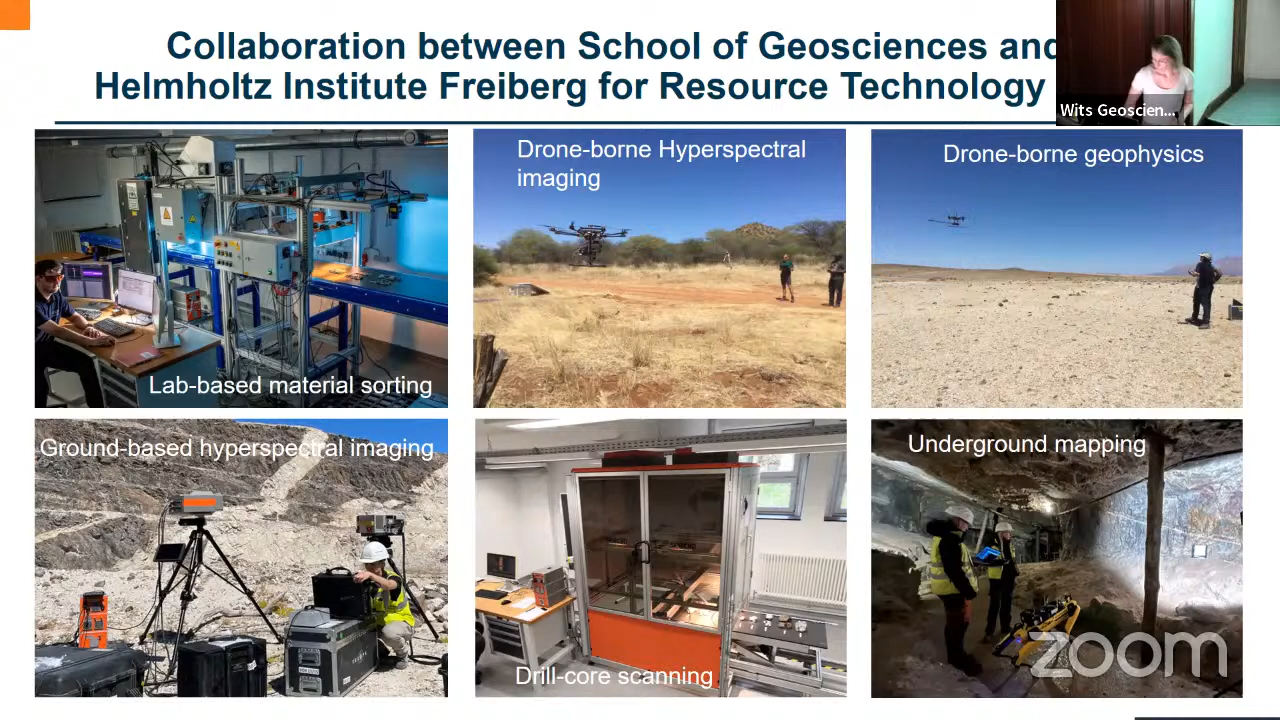 Collaboration between School of Geosciences and
Helmholtz Institute Freiberg for Resource Technology
Wits Geoscien...
Lab-based material sorting
Drone-borne Hyperspectral
imaging
Drone-borne geophysics
Ground-based hyperspectral imaging
Drill-core scanning
Underground mapping
zoom